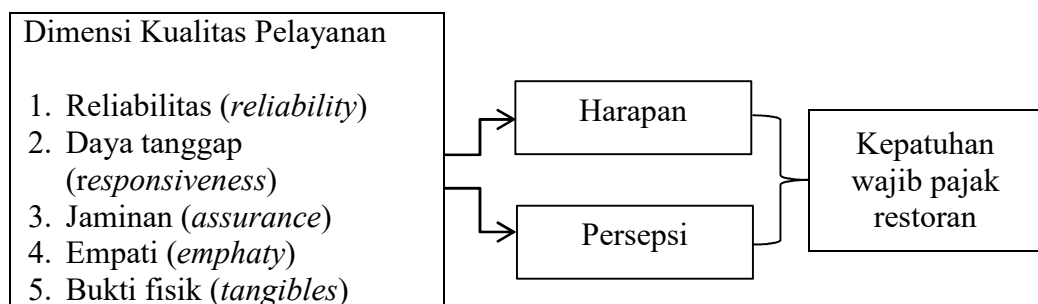 Dimensi Kualitas Pelayanan
1. Reliabilitas (reliability)
2. Daya tanggap
(responsiveness)
3. Jaminan (assurance)
4. Empati (emphaty)
5. Bukti fisik (tangibles)
Harapan
Persepsi
Kepatuhan
wajib pajak
restoran